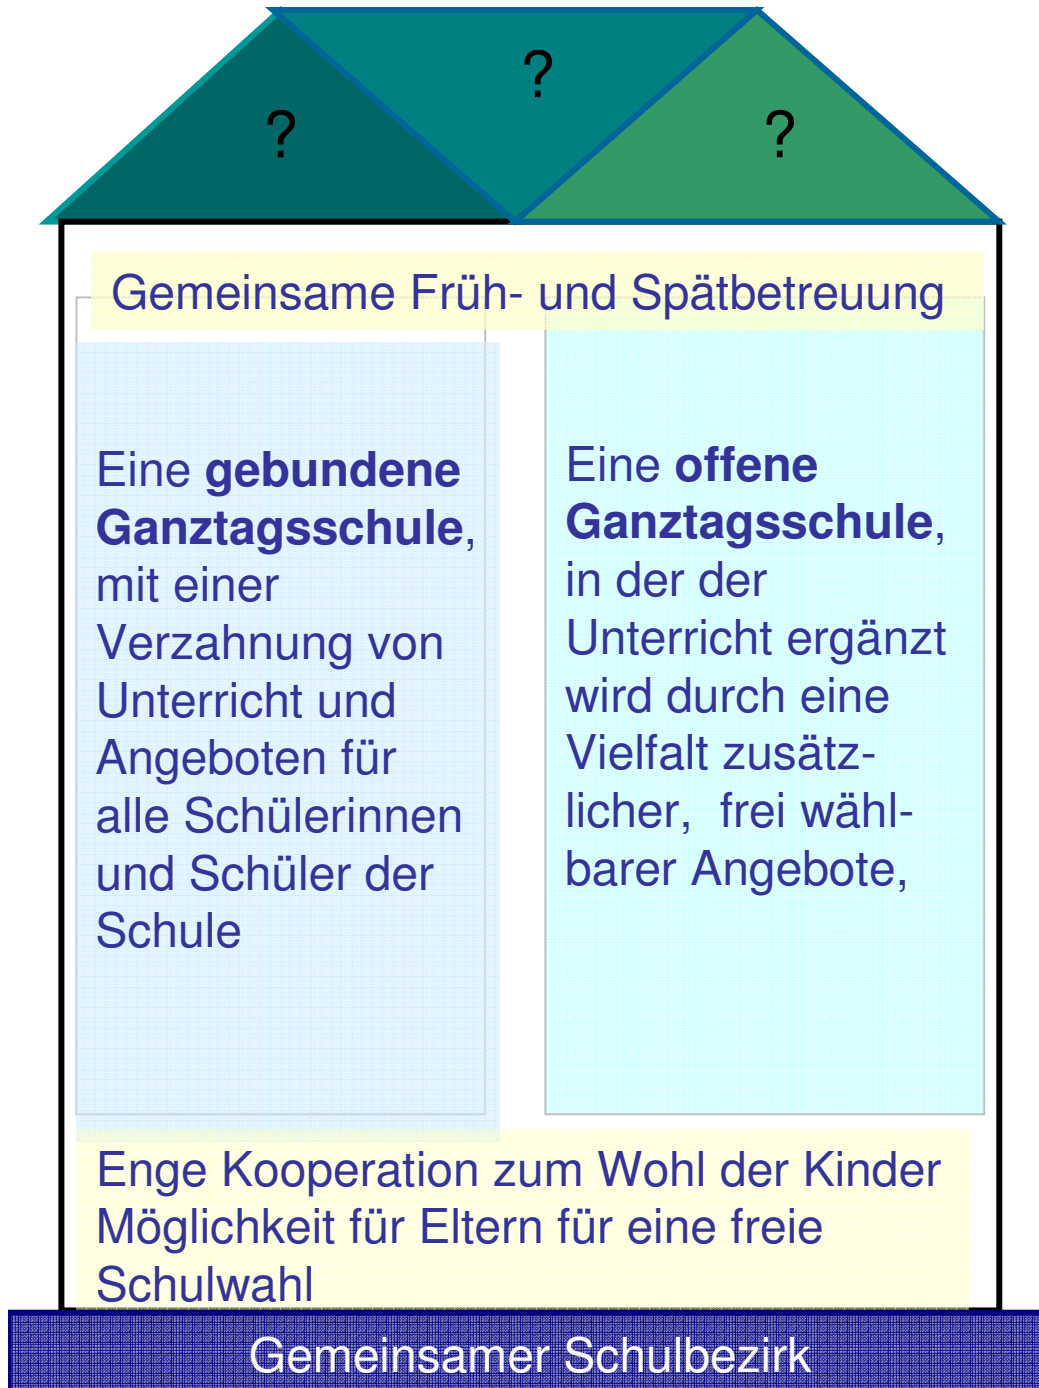 ?
?
?
Gemeinsame Früh- und Spätbetreuung
Eine gebundene
Ganztagsschule,
mit einer
Verzahnung von
Unterricht und
Angeboten für
alle Schülerinnen
und Schüler der
Schule
Eine offene
Ganztagsschule,
in der der
Unterricht ergänzt
wird durch eine
Vielfalt zusätz-
licher, frei wähl-
barer Angebote,
Enge Kooperation zum Wohl der Kinder
Möglichkeit für Eltern für eine freie
Schulwahl
Gemeinsamer Schulbezirk